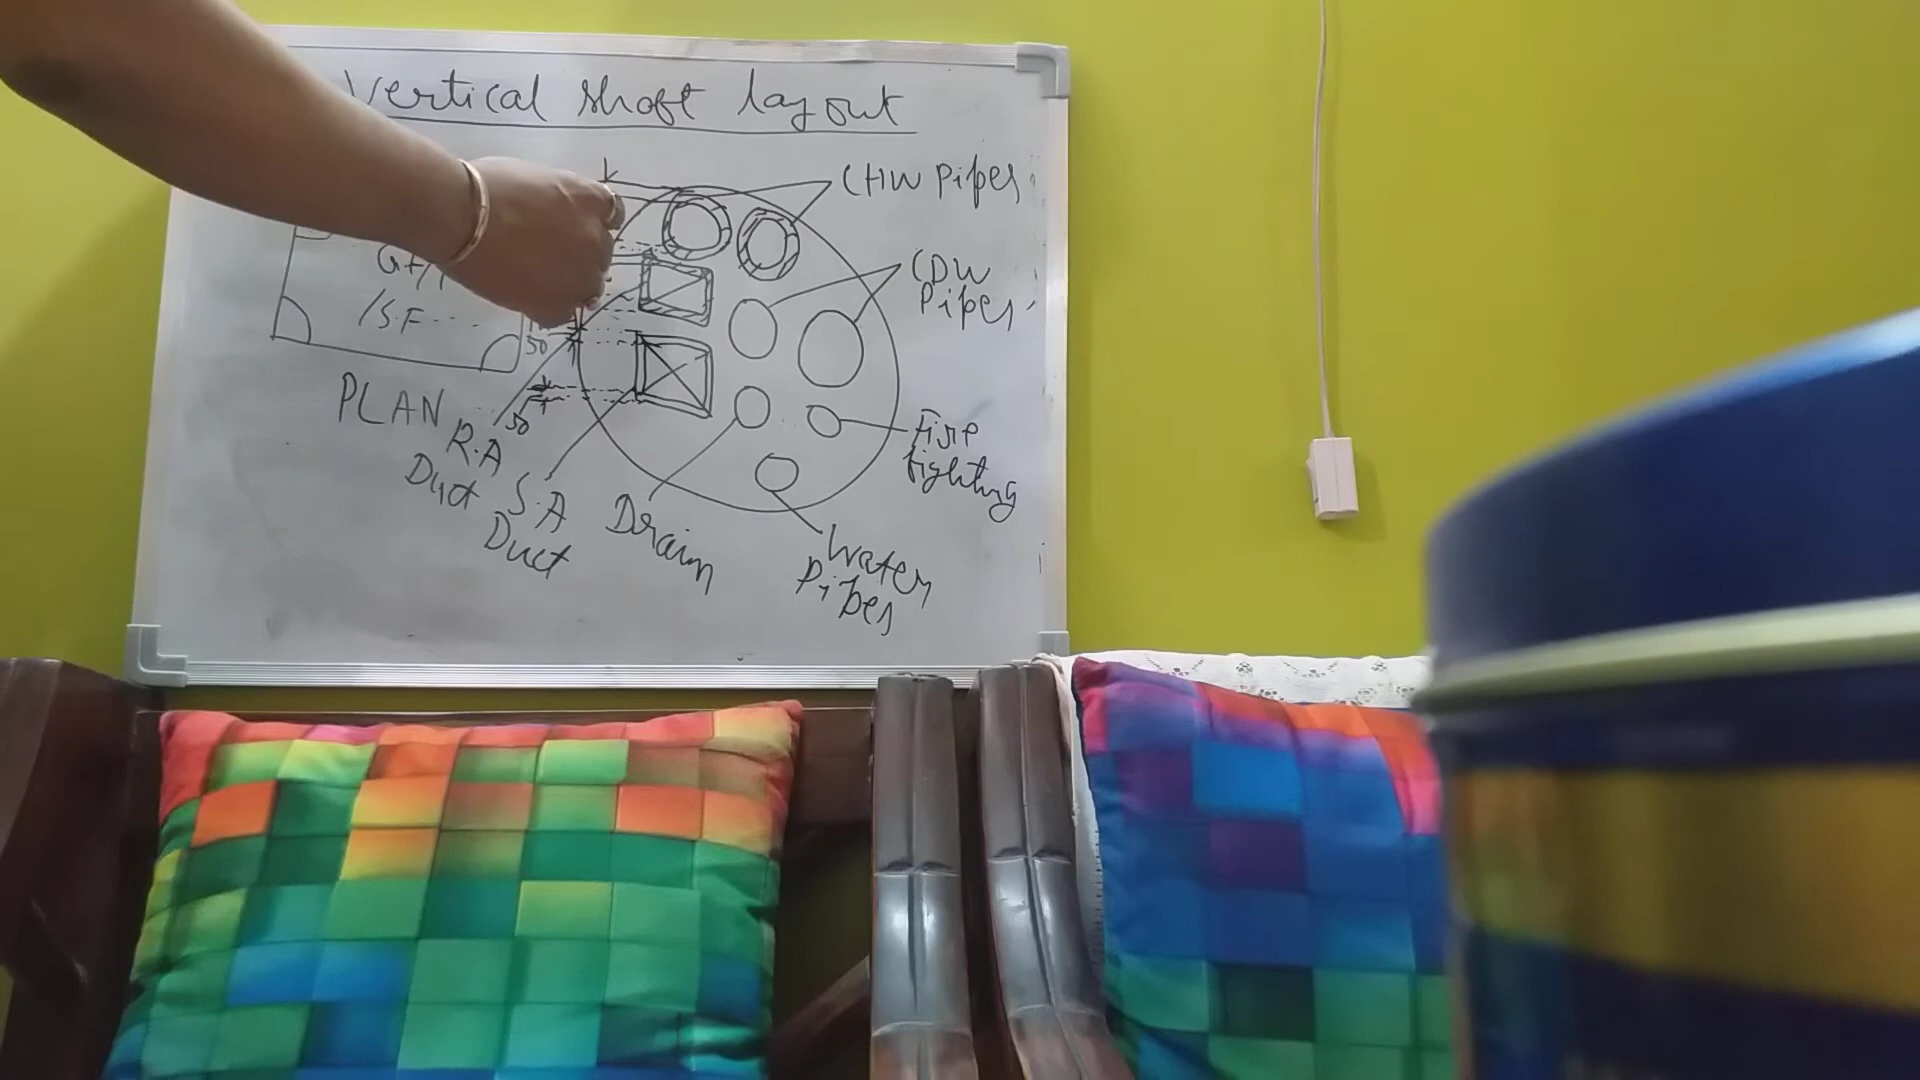 Vertical Shaft layout
CHW Pipes
CDW
Pipes
/S.F
50
50
PLAN
R.A
Duct
S.A
Duct
Drain
Fire
fighting
Water
Pipes